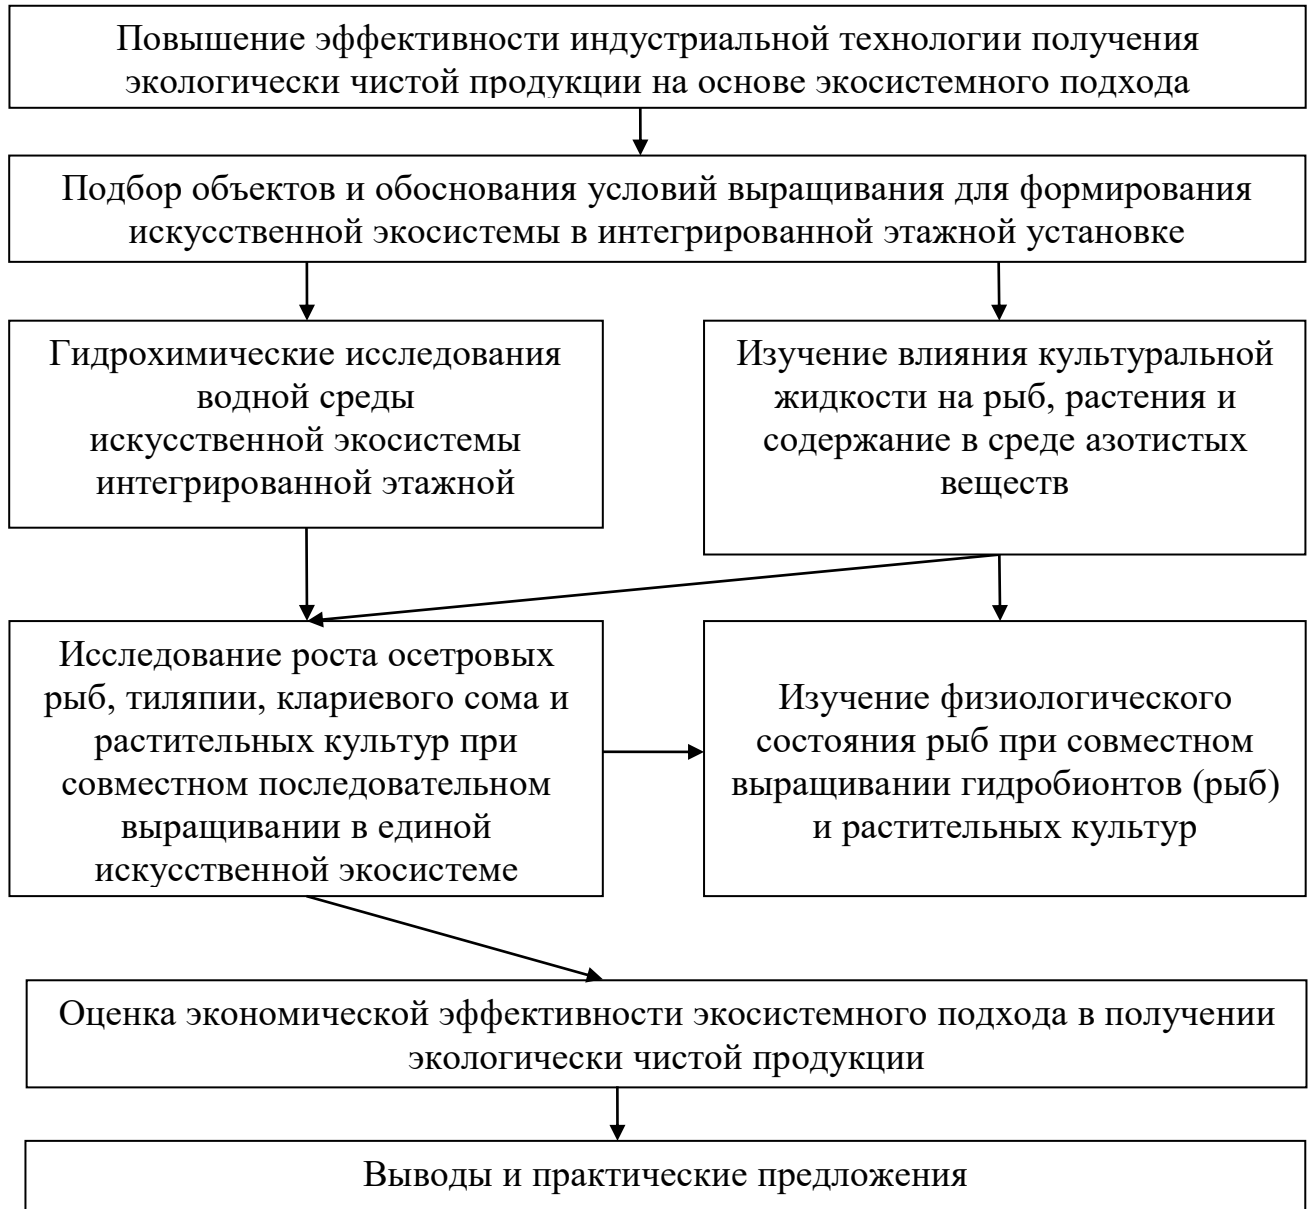 Повышение эффективности индустриальной технологии получения
экологически чистой продукции на основе экосистемного подхода
Подбор объектов и обоснования условий выращивания для формирования
искусственной экосистемы в интегрированной этажной установке
Гидрохимические исследования
водной среды
искусственной экосистемы
интегрированной этажной
Изучение влияния культуральной
жидкости на рыб, растения и
содержание в среде азотистых
веществ
Исследование роста осетровых
рыб, тиляпии, клариевого сома и
растительных культур при
совместном последовательном
выращивании в единой
искусственной экосистеме
Изучение физиологического
состояния рыб при совместном
выращивании гидробионтов (рыб)
и растительных культур
Оценка экономической эффективности экосистемного подхода в получении
экологически чистой продукции
Выводы и практические предложения